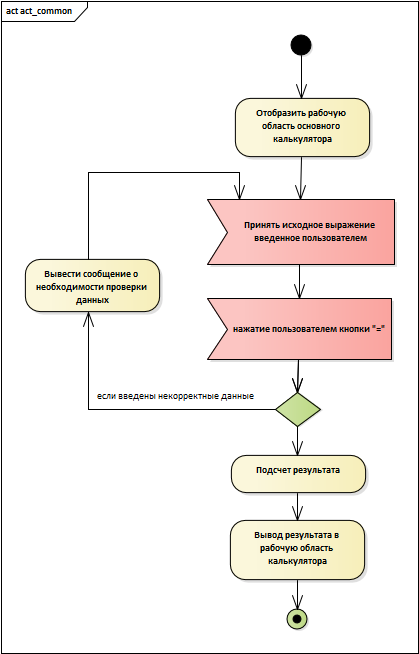 act act_common
Отобразить рабочую
область основного
калькулятора
Принять исходное выражение
введенное пользователем
Вывести сообщение о
необходимости проверки
данных
нажатие пользователем кнопки "="
если введены некорректные данные
Подсчет результата
Вывод результата в
рабочую область
калькулятора